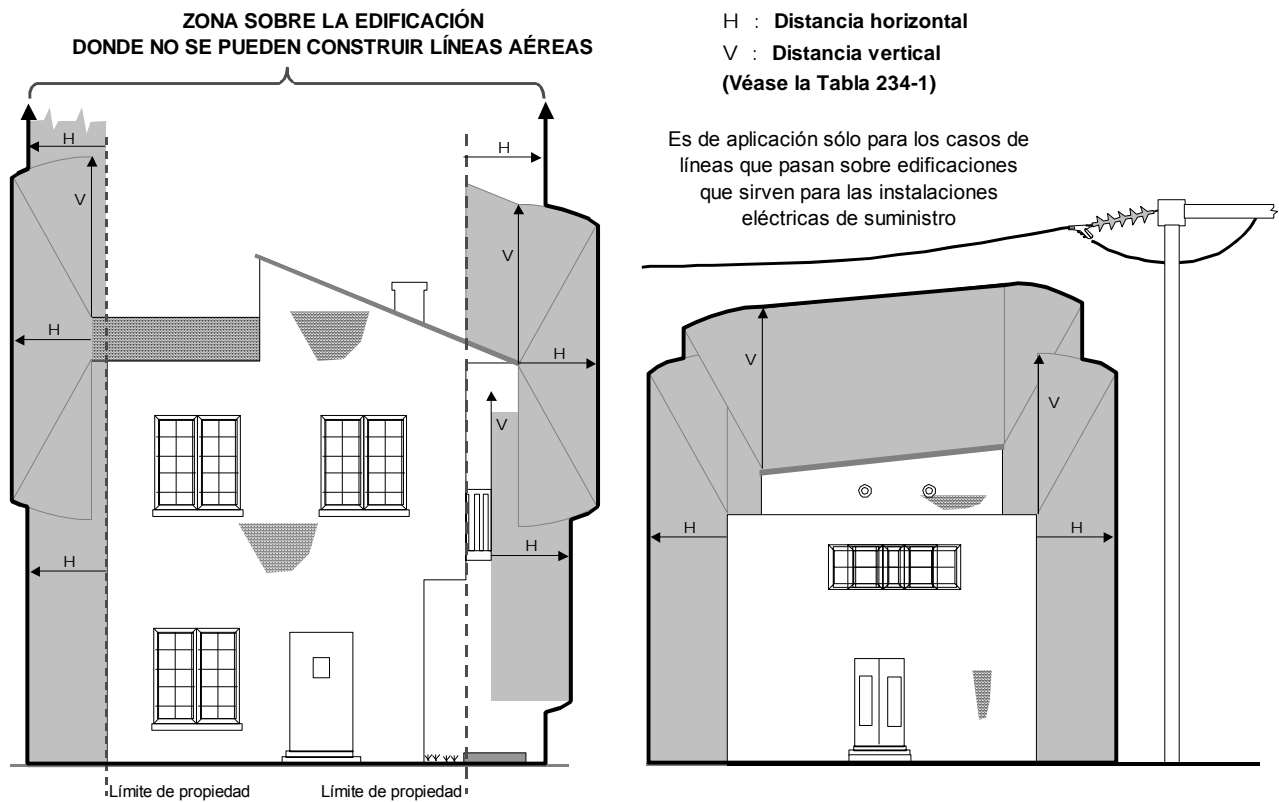 ZONA SOBRE LA EDIFICACIÓN
DONDE NO SE PUEDEN CONSTRUIR LÍNEAS AÉREAS
H : Distancia horizontal
V : Distancia vertical
(Véase la Tabla 234-1)
Es de aplicación sólo para los casos de
líneas que pasan sobre edificaciones
que sirven para las instalaciones
eléctricas de suministro
H
H
V
V
H
H
V
H
H
V
V
H
H
Límite de propiedad
Límite de propiedad